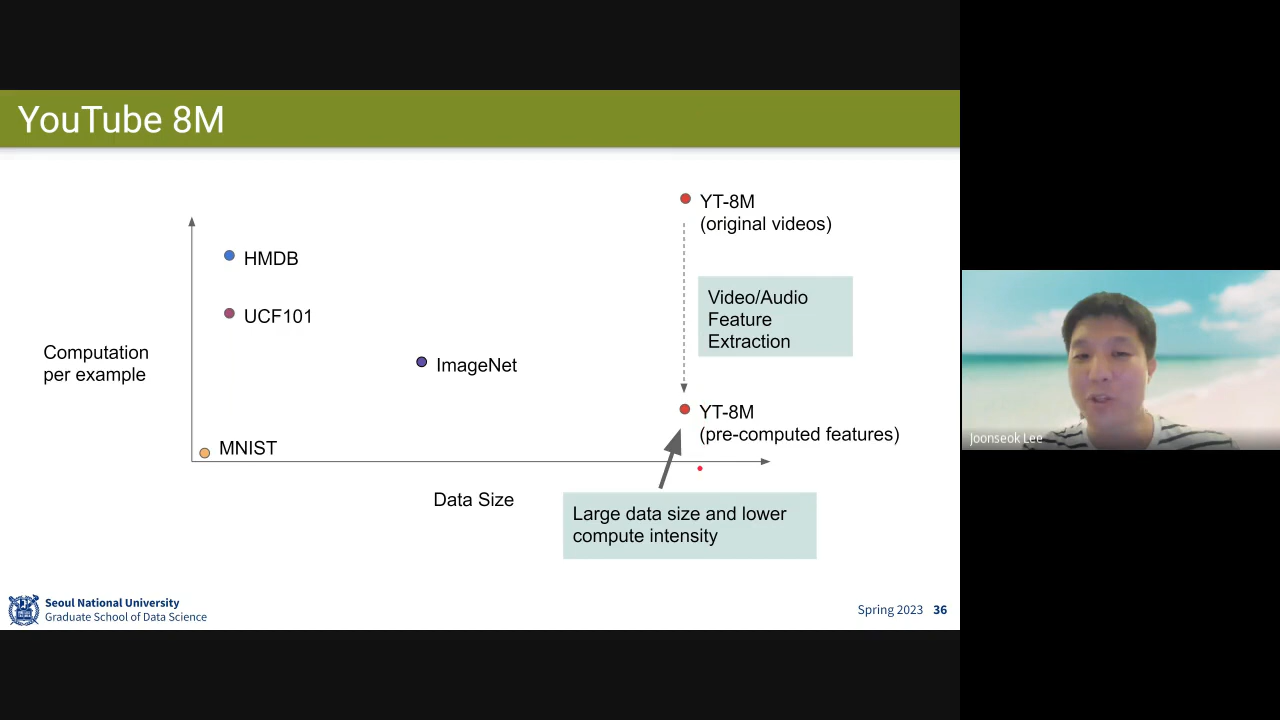 YouTube 8M
YT-8M
(original videos)
HMDB
Video/Audio
Feature
Extraction
UCF101
Computation
per example
ImageNet
YT-8M
(pre-computed features)
MNIST
Data Size
Large data size and lower
compute intensity
Seoul National University
Graduate School of Data Science
Spring 2023 36
Joonseok Lee